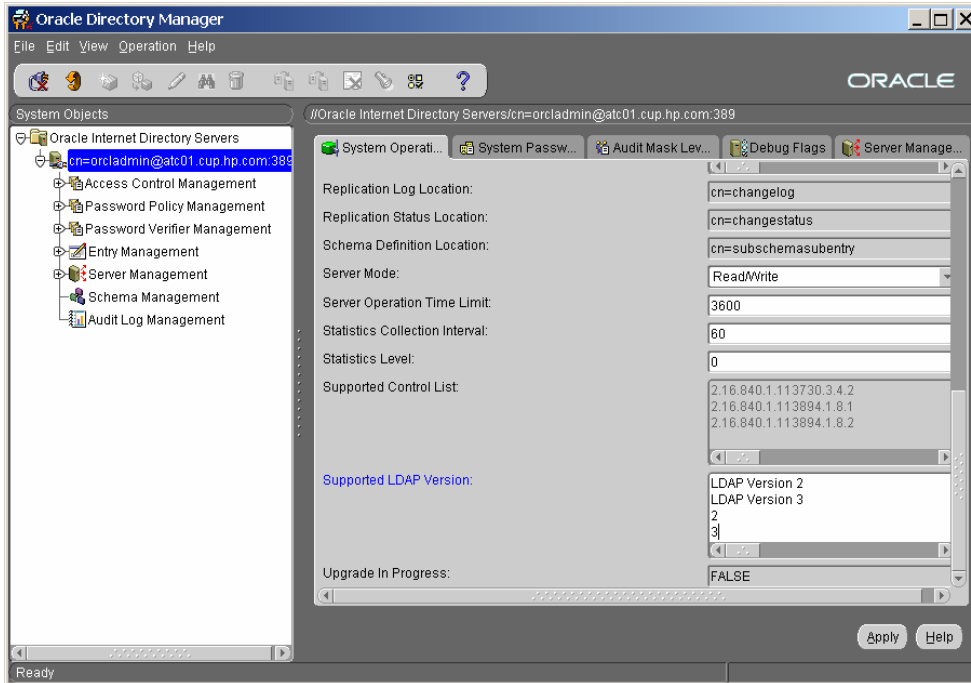 Oracle Directory Manager
File Edit View Operation Help
ORACLE
System Objects
//Oracle Internet Directory Servers/cn=orcladmin@atc01.cup.hp.com:389
Oracle Internet Directory Servers
cn=orcladmin@atc01.cup.hp.com:389
Access Control Management
Password Policy Management
Password Verifier Management
Entry Management
Server Management
Schema Management
Audit Log Management
System Operati... System Passw... Audit Mask Lev... Debug Flags Server Manage...
Replication Log Location: cn=changelog
Replication Status Location: cn=changestatus
Schema Definition Location: cn=subschemasubentry
Server Mode: Read/Write
Server Operation Time Limit: 3600
Statistics Collection Interval: 60
Statistics Level: 0
Supported Control List: 2.16.840.1.113730.3.4.2
2.16.840.1.113894.1.8.1
2.16.840.1.113894.1.8.2
Supported LDAP Version: LDAP Version 2
LDAP Version 3
2
3
Upgrade In Progress: FALSE
Apply Help
Ready